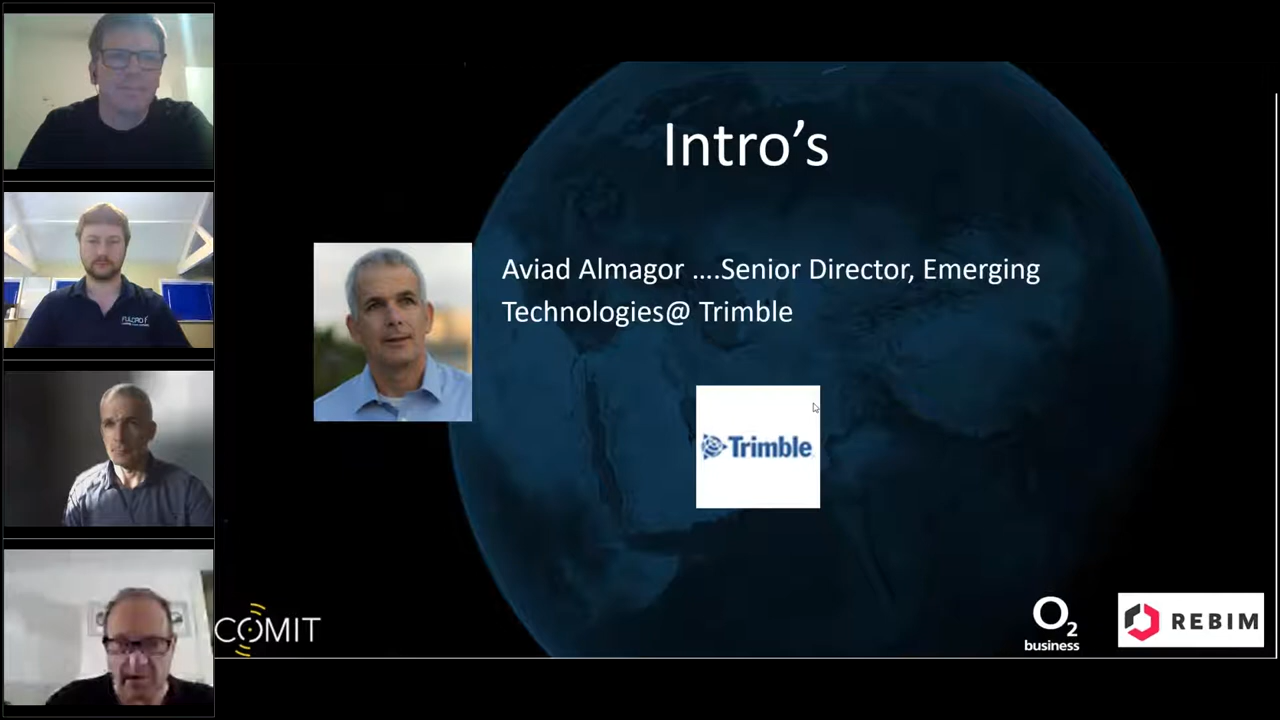 Intro's
Aviad Almagor ....Senior Director, Emerging
Technologies@ Trimble
Trimble
COMIT
O2
business
REBIM